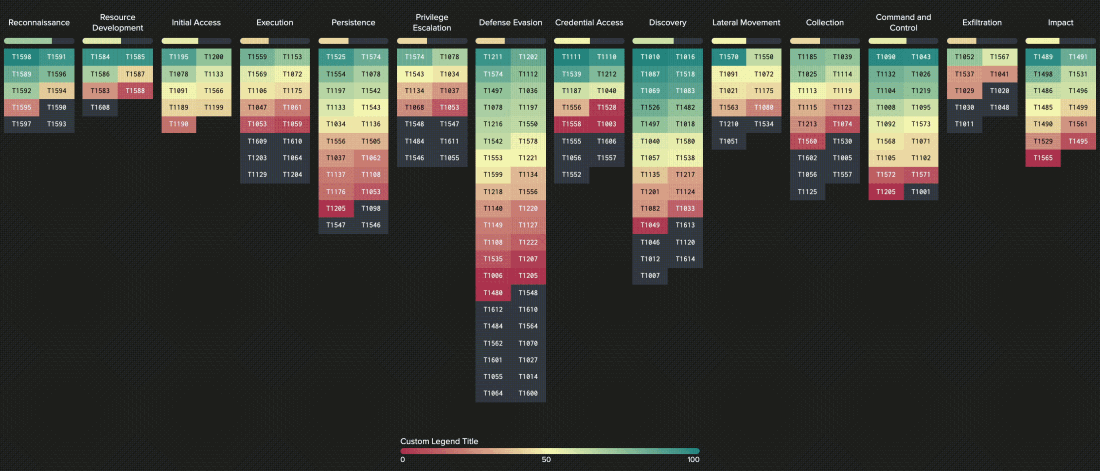 Reconnaissance
Resource Development
Initial Access
Execution
Persistence
Privilege Escalation
Defense Evasion
Credential Access
Discovery
Lateral Movement
Collection
Command and Control
Exfiltration
Impact
T1598 T1591
T1589 T1596
T1592 T1594
T1595 T1590
T1597 T1593
T1584 T1585
T1586 T1587
T1583 T1588
T1608
T1195 T1200
T1078 T1133
T1091 T1566
T1189 T1199
T1190
T1559 T1153
T1569 T1072
T1106 T1175
T1047 T1061
T1053 T1059
T1609 T1610
T1203 T1064
T1129 T1204
T1525 T1574
T1554 T1078
T1197 T1542
T1133 T1543
T1034 T1136
T1556 T1505
T1037 T1062
T1137 T1108
T1176 T1053
T1205 T1098
T1547 T1546
T1574 T1078
T1543 T1034
T1134 T1037
T1068 T1053
T1548 T1547
T1484 T1611
T1546 T1055
T1211 T1202
T1574 T1112
T1497 T1036
T1078 T1197
T1216 T1550
T1542 T1578
T1553 T1221
T1599 T1134
T1218 T1556
T1140 T1220
T1149 T1127
T1108 T1222
T1535 T1207
T1006 T1205
T1480 T1548
T1612 T1610
T1484 T1564
T1562 T1070
T1601 T1027
T1055 T1014
T1064 T1600
T1111 T1110
T1539 T1212
T1187 T1040
T1556 T1528
T1558 T1003
T1555 T1606
T1056 T1557
T1552
T1010 T1016
T1087 T1518
T1069 T1083
T1526 T1482
T1497 T1018
T1040 T1580
T1057 T1538
T1135 T1217
T1201 T1124
T1082 T1033
T1049 T1613
T1046 T1120
T1012 T1614
T1007
T1570 T1550
T1091 T1072
T1021 T1175
T1563 T1080
T1210 T1534
T1051
T1185 T1039
T1025 T1114
T1113 T1119
T1115 T1123
T1213 T1074
T1560 T1530
T1602 T1005
T1056 T1557
T1125
T1090 T1043
T1132 T1026
T1104 T1219
T1008 T1095
T1092 T1573
T1568 T1071
T1105 T1102
T1572 T1571
T1205 T1001
T1052 T1567
T1537 T1041
T1029 T1020
T1030 T1048
T1011
T1489 T1491
T1498 T1531
T1486 T1496
T1485 T1499
T1490 T1561
T1529 T1495
T1565
Custom Legend Title
0 50 100